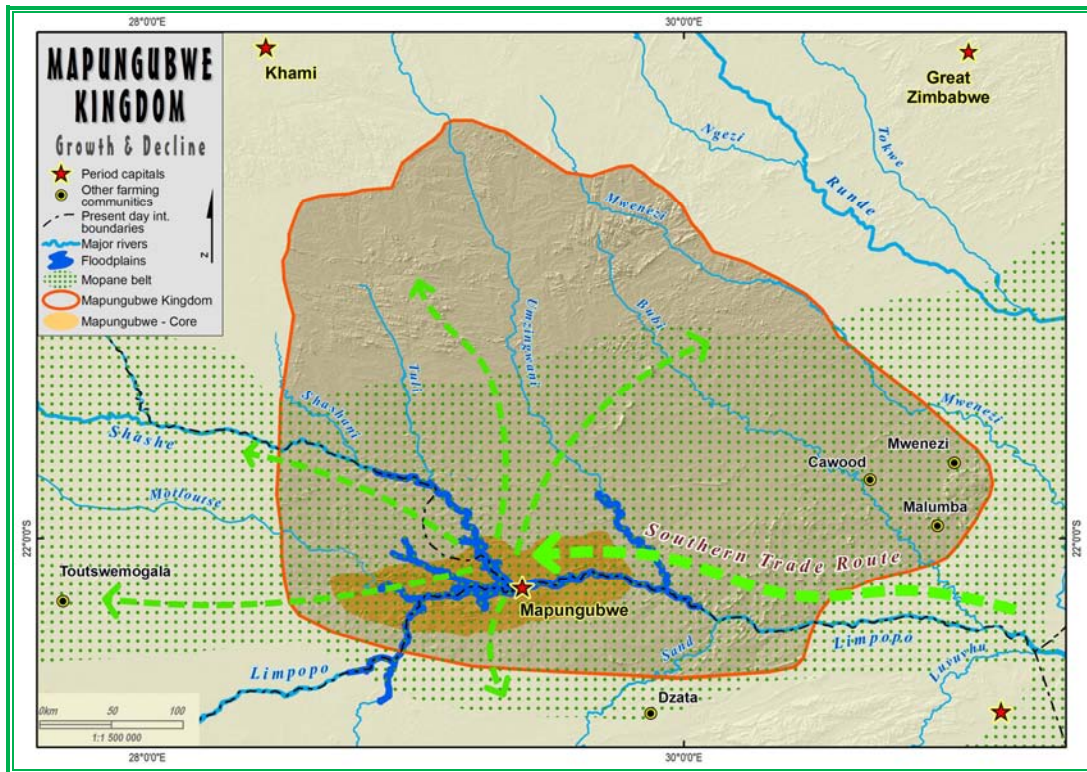 28°0'0"E
30°0'0"E
MAPUNGUBWE
KINGDOM
Growth & Decline
Period capitals
Other farming
communitics
Present day int.
boundaries
Major rivers
Floodplains
Mopane belt
Mapungubwe Kingdom
Mapungubwe - Core
N
Khami
Great
Zimbabwe
Ngezi
Tokwe
Runde
Mwenezi
Umzingwani
Bubi
Tuli
Shashani
Shashe
Motloutse
Mwenezi
Mwenezi
Cawood
Malumba
22°0'0"S
22°0'0"S
Southern Trade Route
Toutswemogala
Mapungubwe
Limpopo
Limpopo
Sand
Luvuvhu
Dzata
0km 50 100
1:1 500 000
28°0'0"E
30°0'0"E